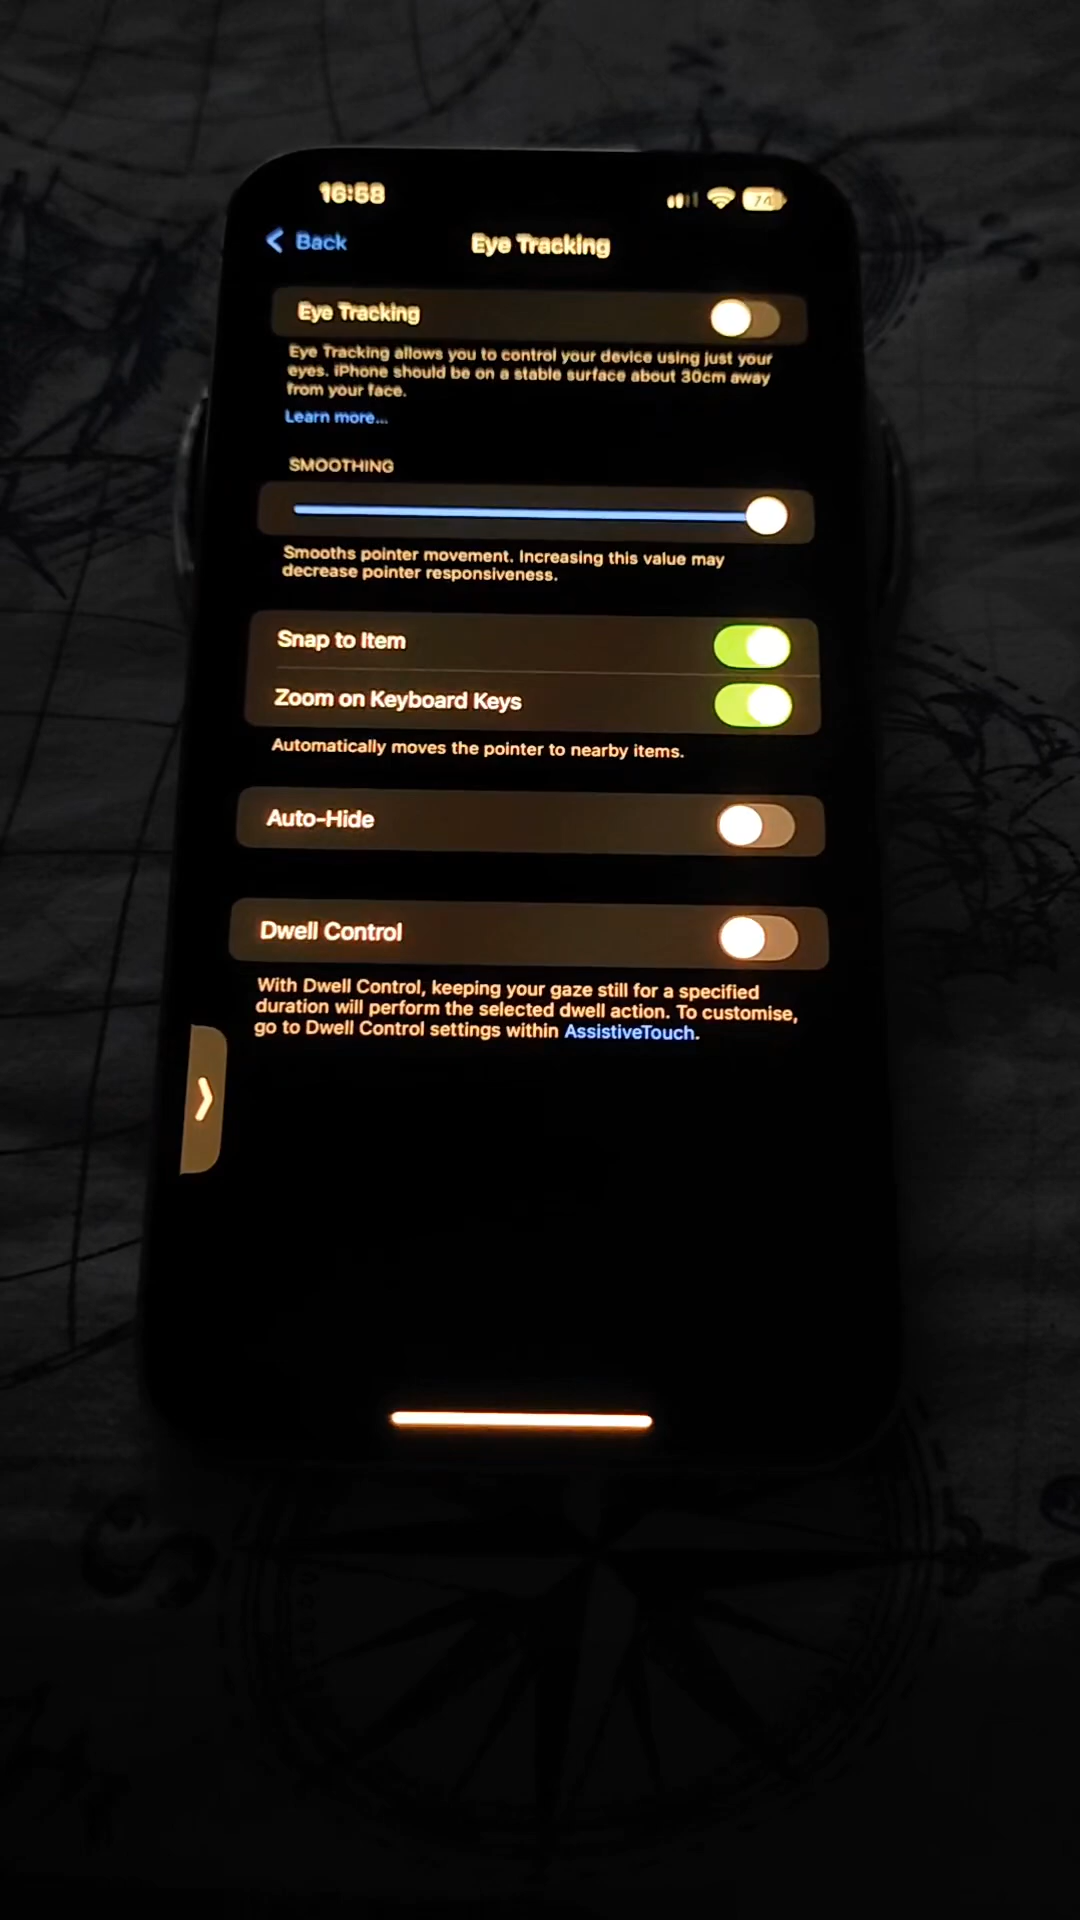 16:58
74
Back
Eye Tracking
Eye Tracking
Eye Tracking allows you to control your device using just your
eyes. iPhone should be on a stable surface about 30cm away
from your face.
Learn more...
SMOOTHING
Smooths pointer movement. Increasing this value may
decrease pointer responsiveness.
Snap to Item
Zoom on Keyboard Keys
Automatically moves the pointer to nearby items.
Auto-Hide
Dwell Control
With Dwell Control, keeping your gaze still for a specified
duration will perform the selected dwell action. To customise,
go to Dwell Control settings within AssistiveTouch.